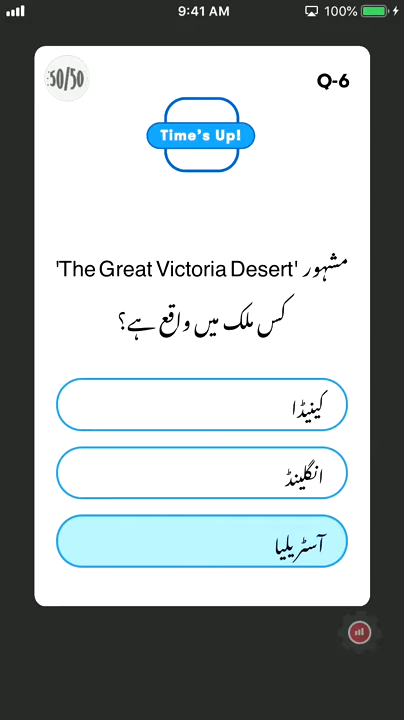 9:41 AM
100%
50/50
Q-6
Time's Up!
مشہور 'The Great Victoria Desert'
کس ملک میں واقع ہے؟
کینیڈا
انگلینڈ
آسٹریلیا